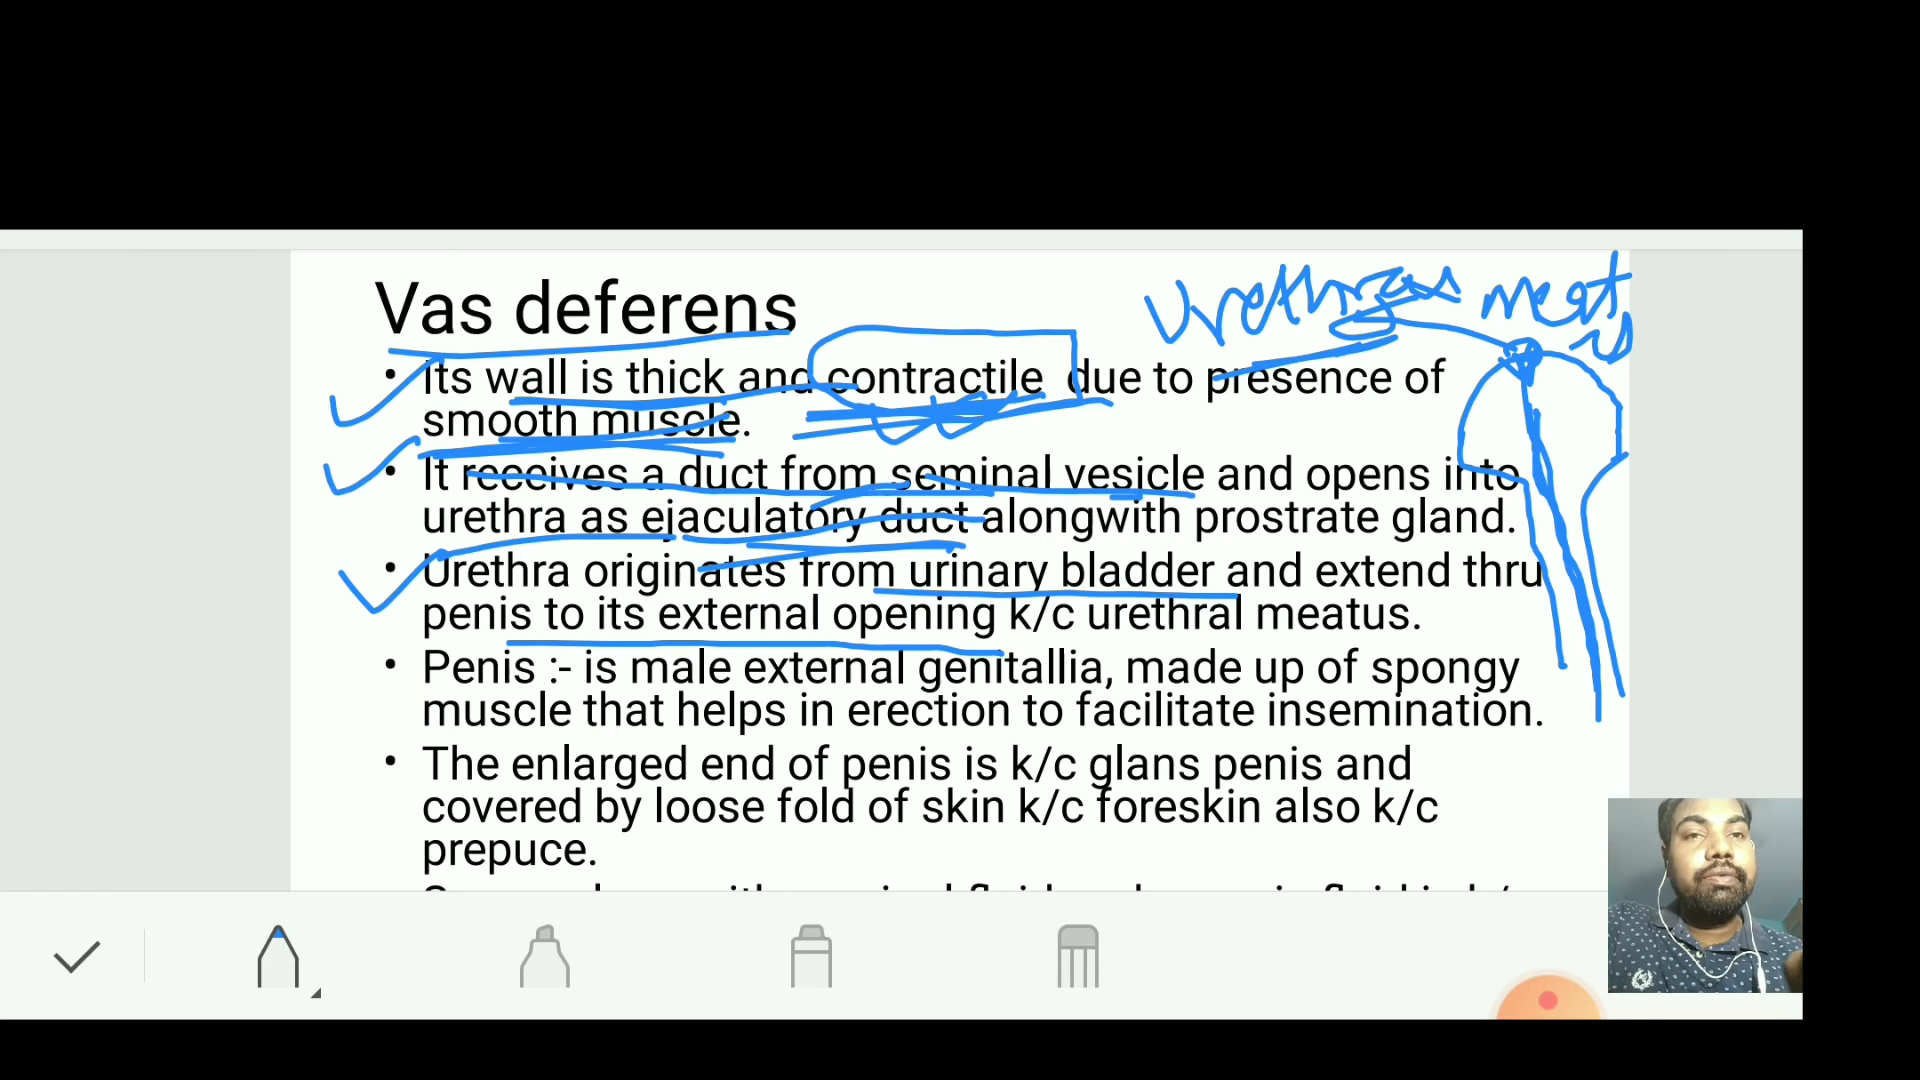 Vas deferens
Urethral meatus
• Its wall is thick and contractile due to presence of
smooth muscle.
• It receives a duct from seminal vesicle and opens into
urethra as ejaculatory duct alongwith prostrate gland.
• Urethra originates from urinary bladder and extend thru
penis to its external opening k/c urethral meatus.
• Penis :- is male external genitallia, made up of spongy
muscle that helps in erection to facilitate insemination.
• The enlarged end of penis is k/c glans penis and
covered by loose fold of skin k/c foreskin also k/c
prepuce.